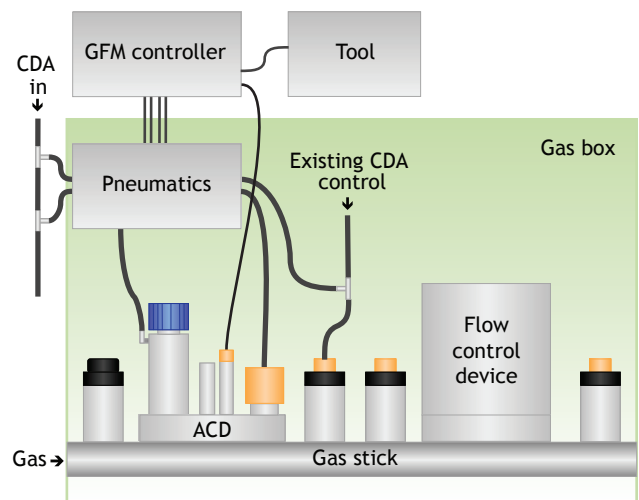 GFM controller
Tool
CDA
in
Gas box
Existing CDA
control
Pneumatics
Flow
control
device
ACD
Gas
Gas stick